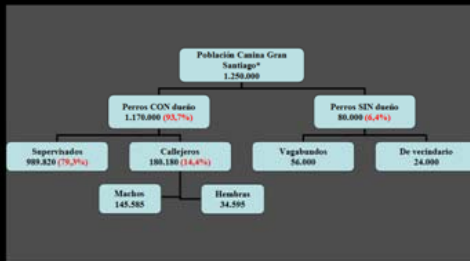 Población Canina Gran
Santiago*
1.250.000
Perros CON dueño
1.170.000 (93,7%)
Perros SIN dueño
80.000 (6,4%)
Supervisados
989.820 (79,3%)
Callejeros
180.180 (14,4%)
Vagabundos
56.000
De vecindario
24.000
Machos
145.585
Hembras
34.595